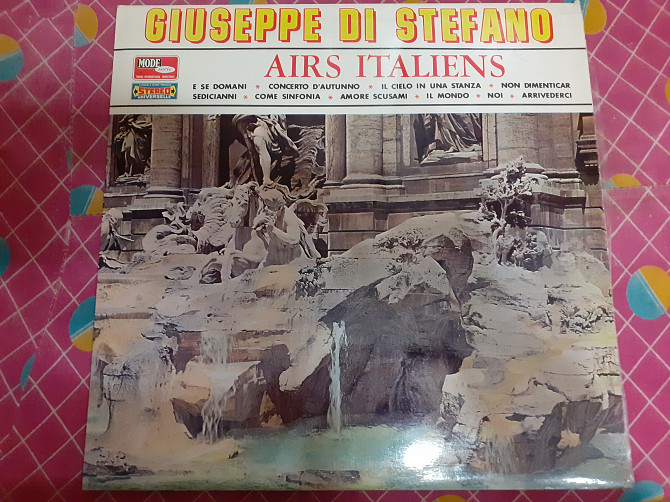 GIUSEPPE DI STEFANO
MODE
AIRS ITALIENS
STEREO
UNIVERSELLE
E SE DOMANI * CONCERTO D'AUTUNNO * IL CIELO IN UNA STANZA * NON DIMENTICAR
SEDICIANNI * COME SINFONIA * AMORE SCUSAMI * IL MONDO * NOI * ARRIVEDERCI